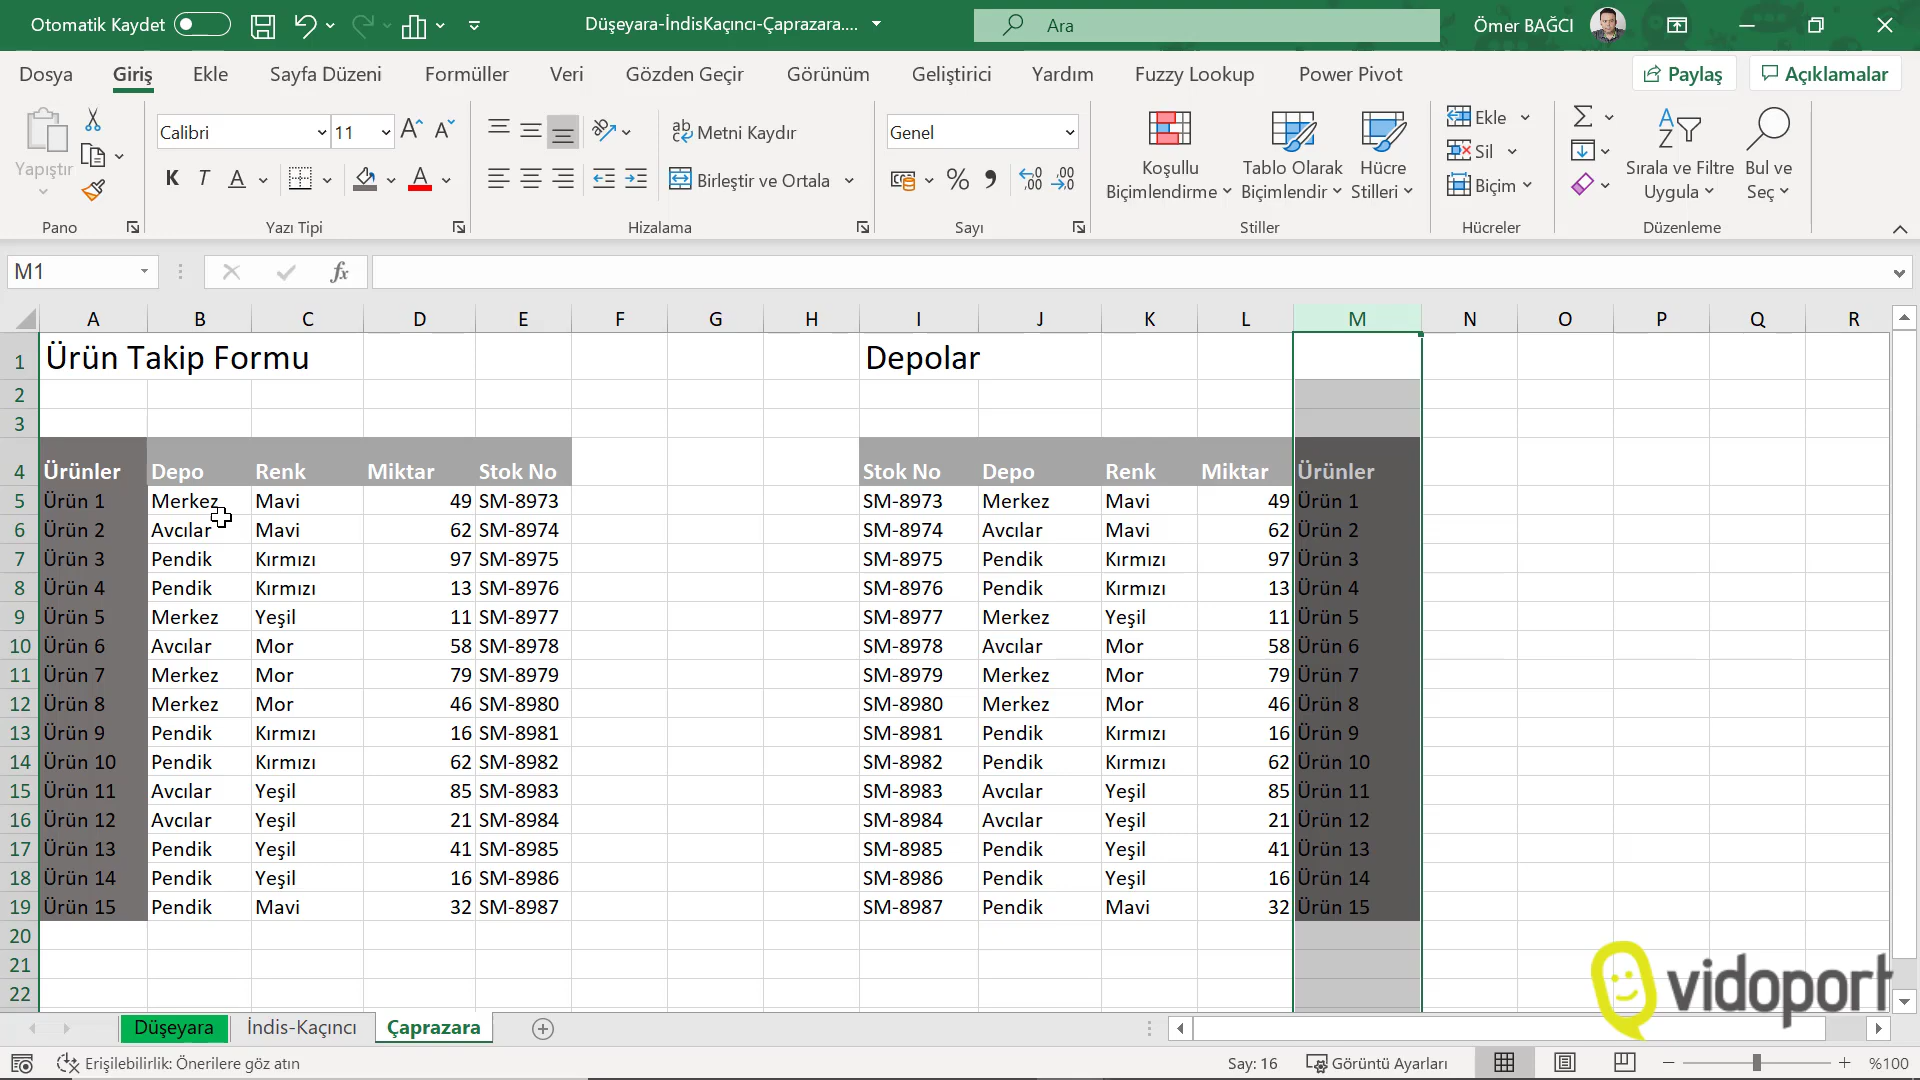 Otomatik Kaydet
Düşeyara-İndisKaçıncı-Çaprazara....
Ara
Ömer BAĞCI
Dosya Giriş Ekle Sayfa Düzeni Formüller Veri Gözden Geçir Görünüm Geliştirici Yardım Fuzzy Lookup Power Pivot Paylaş Açıklamalar
Yapıştır
Calibri 11
K T A A
Metni Kaydır
Birleştir ve Ortala
Genel
Koşullu Biçimlendirme
Tablo Olarak Biçimlendir
Hücre Stilleri
Ekle
Sil
Biçim
Sırala ve Filtre Uygula
Bul ve Seç
Pano Yazı Tipi Hizalama Sayı Stiller Hücreler Düzenleme
M1 fx
A B C D E F G H I J K L M N O P Q R
1 Ürün Takip Formu Depolar
2
3
4 Ürünler Depo Renk Miktar Stok No Stok No Depo Renk Miktar Ürünler
5 Ürün 1 Merkez Mavi 49 SM-8973 SM-8973 Merkez Mavi 49 Ürün 1
6 Ürün 2 Avcılar Mavi 62 SM-8974 SM-8974 Avcılar Mavi 62 Ürün 2
7 Ürün 3 Pendik Kırmızı 97 SM-8975 SM-8975 Pendik Kırmızı 97 Ürün 3
8 Ürün 4 Pendik Kırmızı 13 SM-8976 SM-8976 Pendik Kırmızı 13 Ürün 4
9 Ürün 5 Merkez Yeşil 11 SM-8977 SM-8977 Merkez Yeşil 11 Ürün 5
10 Ürün 6 Avcılar Mor 58 SM-8978 SM-8978 Avcılar Mor 58 Ürün 6
11 Ürün 7 Merkez Mor 79 SM-8979 SM-8979 Merkez Mor 79 Ürün 7
12 Ürün 8 Merkez Mor 46 SM-8980 SM-8980 Merkez Mor 46 Ürün 8
13 Ürün 9 Pendik Kırmızı 16 SM-8981 SM-8981 Pendik Kırmızı 16 Ürün 9
14 Ürün 10 Pendik Kırmızı 62 SM-8982 SM-8982 Pendik Kırmızı 62 Ürün 10
15 Ürün 11 Avcılar Yeşil 85 SM-8983 SM-8983 Avcılar Yeşil 85 Ürün 11
16 Ürün 12 Avcılar Yeşil 21 SM-8984 SM-8984 Avcılar Yeşil 21 Ürün 12
17 Ürün 13 Pendik Yeşil 41 SM-8985 SM-8985 Pendik Yeşil 41 Ürün 13
18 Ürün 14 Pendik Yeşil 16 SM-8986 SM-8986 Pendik Yeşil 16 Ürün 14
19 Ürün 15 Pendik Mavi 32 SM-8987 SM-8987 Pendik Mavi 32 Ürün 15
20
21
22
vidoport
Düşeyara İndis-Kaçıncı Çaprazara
Erişilebilirlik: Önerilere göz atın
Say: 16
Görüntü Ayarları
%100